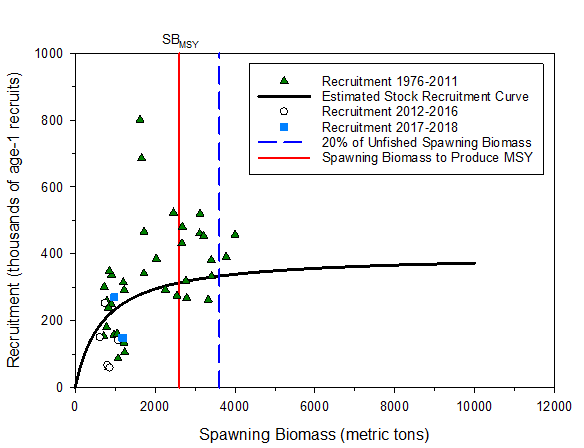 SBMSY
1000
800
600
400
200
0
Recruitment (thousands of age-1 recruits)
Recruitment 1976-2011
Estimated Stock Recruitment Curve
Recruitment 2012-2016
Recruitment 2017-2018
20% of Unfished Spawning Biomass
Spawning Biomass to Produce MSY
0 2000 4000 6000 8000 10000 12000
Spawning Biomass (metric tons)